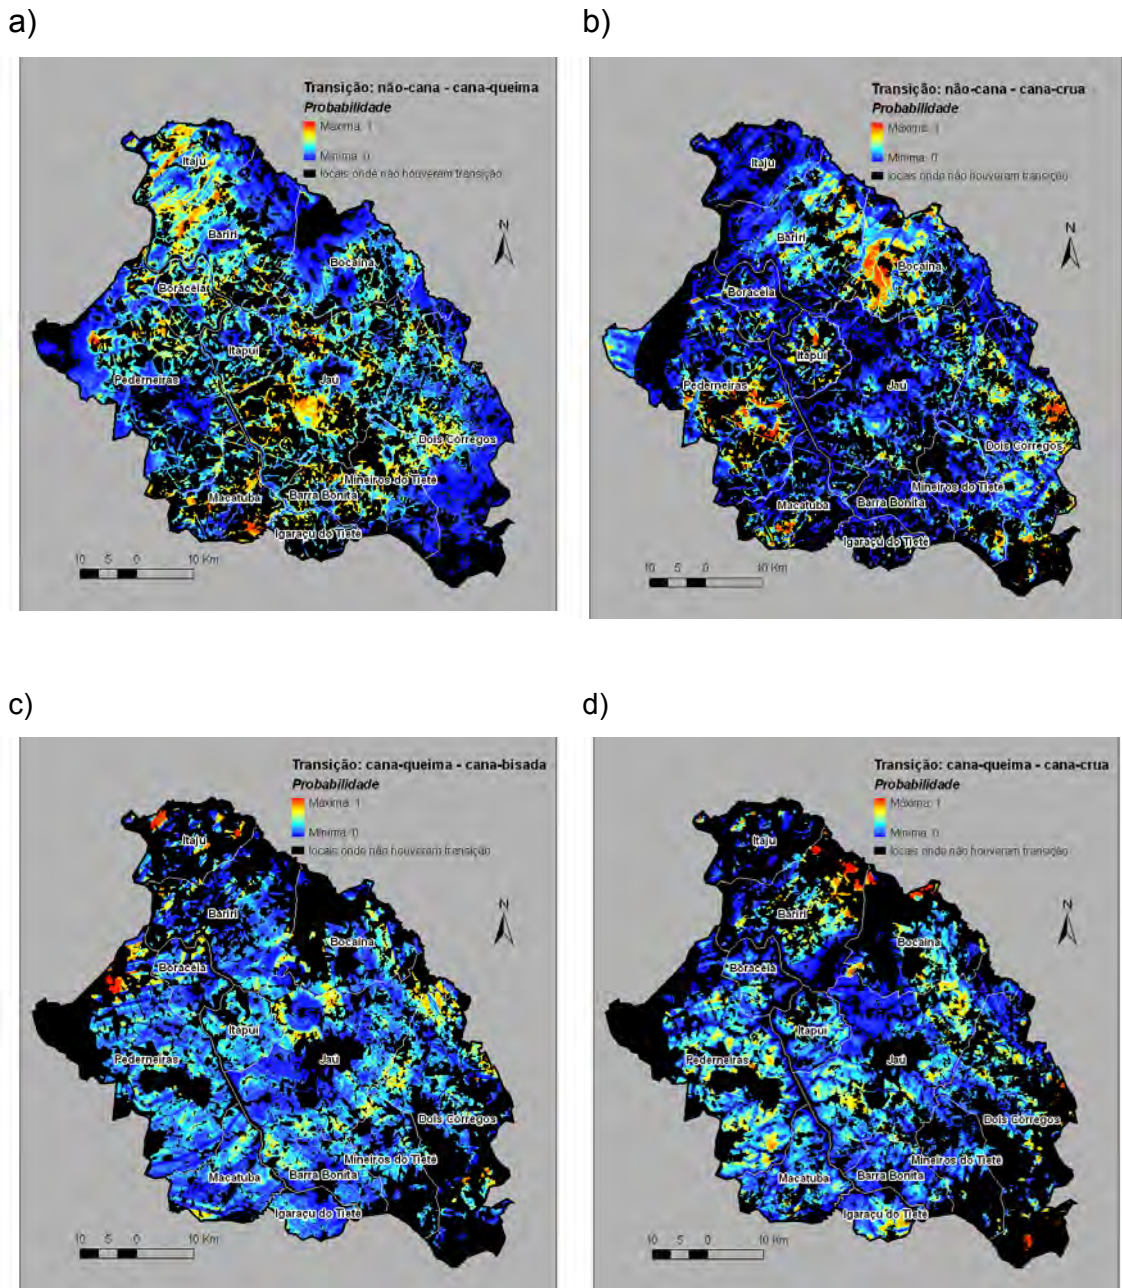 a)
b)
Transição: não-cana - cana-queima
Probabilidade
Máxima: 1
Mínima: 0
locais onde não houveram transição
N
Itaju
Bariri
Bocaina
Boracéia
Itapuí
Pederneiras
Jaú
Dois Córregos
Mineiros do Tietê
Macatuba
Barra Bonita
Igaraçu do Tietê
10 5 0 10 Km
Transição: não-cana - cana-crua
Probabilidade
Máxima: 1
Mínima: 0
locais onde não houveram transição
N
Itaju
Bariri
Bocaina
Boracéia
Itapuí
Pederneiras
Jaú
Dois Córregos
Mineiros do Tietê
Macatuba
Barra Bonita
Igaraçu do Tietê
10 5 0 10 Km
c)
d)
Transição: cana-queima - cana-bisada
Probabilidade
Máxima: 1
Mínima: 0
locais onde não houveram transição
N
Itaju
Bariri
Bocaina
Boracéia
Itapuí
Pederneiras
Jaú
Dois Córregos
Mineiros do Tietê
Macatuba
Barra Bonita
Igaraçu do Tietê
10 5 0 10 Km
Transição: cana-queima - cana-crua
Probabilidade
Máxima: 1
Mínima: 0
locais onde não houveram transição
N
Itaju
Bariri
Bocaina
Boracéia
Itapuí
Pederneiras
Jaú
Dois Córregos
Mineiros do Tietê
Macatuba
Barra Bonita
Igaraçu do Tietê
10 5 0 10 Km